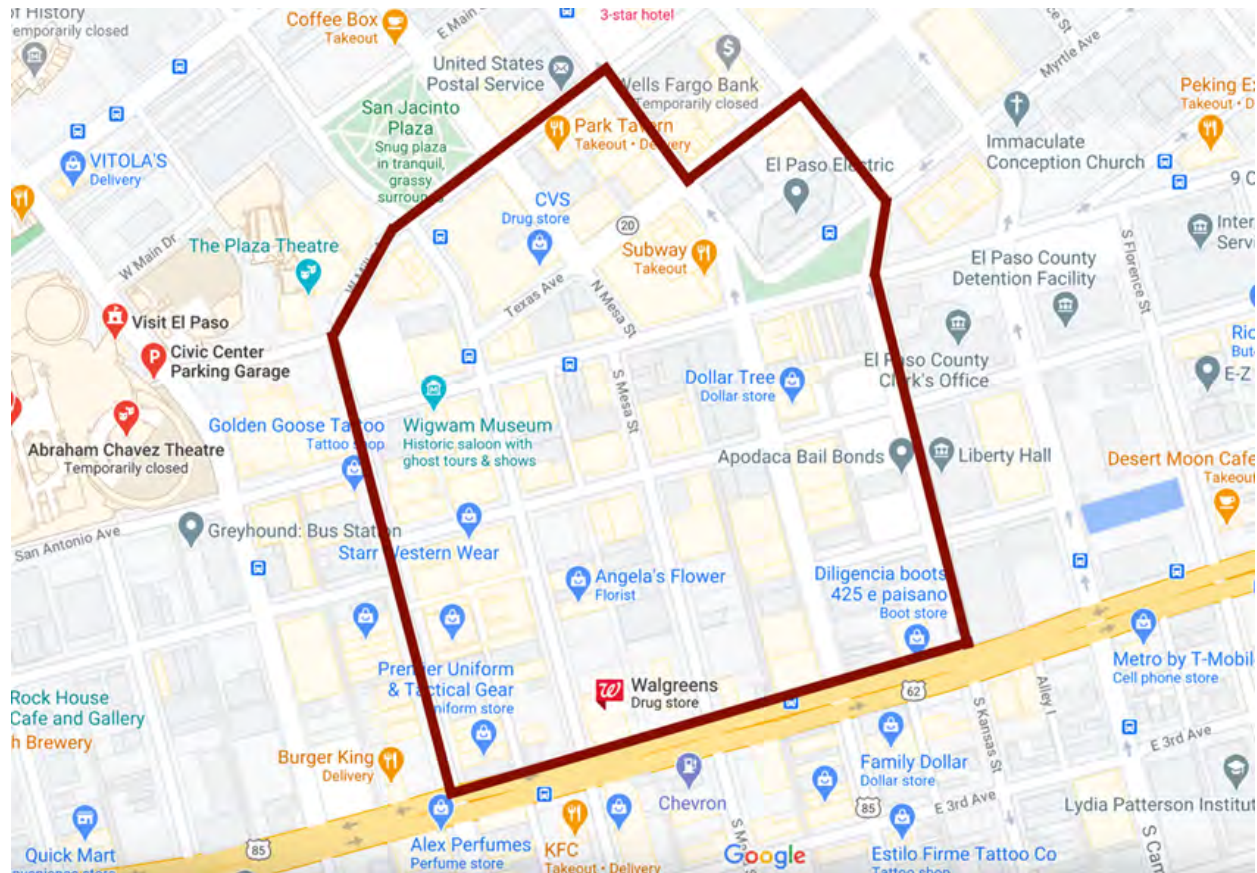 of History
emporarily closed
Coffee Box
Takeout
E Main
3-star hotel
United States
Postal Service
Wells Fargo Bank
Temporarily closed
Myrtle Ave
Peking Ex
Takeout • D
San Jacinto
Plaza
Snug plaza
in tranquil,
grassy
VITOLA'S
Delivery
Park Tavern
Takeout • Delivery
Immaculate
Conception Church
El Paso Electric
9 C
CVS
Drug store
20
Inter
Serv
W Main Dr
The Plaza Theatre
Subway
Takeout
S Florence St
El Paso County
Detention Facility
Texas Ave
N Mesa St
Visit El Paso
Civic Center
Parking Garage
El Paso County
Clerk's Office
Ric
E-Z
S Mesa St
Dollar Tree
Dollar store
Abraham Chavez Theatre
Temporarily closed
Golden Goose Tattoo
Tattoo shop
Wigwam Museum
Historic saloon with
ghost tours & shows
Apodaca Bail Bonds
Liberty Hall
Desert Moon Cafe
Takeout
San Antonio Ave
Greyhound: Bus Station
Starr Western Wear
Angela's Flower
Florist
Diligencia boots
425 e paisano
Boot store
Premier Uniform
& Tactical Gear
Uniform store
Walgreens
Drug store
62
Metro by T-Mobil
Cell phone store
Rock House
Cafe and Gallery
h Brewery
Alley I
S Kansas St
Burger King
Delivery
Family Dollar
Dollar store
E 3rd Ave
Chevron
85
E 3rd Ave
Lydia Patterson Institut
Quick Mart
85
Alex Perfumes
Perfume store
KFC
Takeout • Delivery
Google
Estilo Firme Tattoo Co
Tattoo shop
S Cam